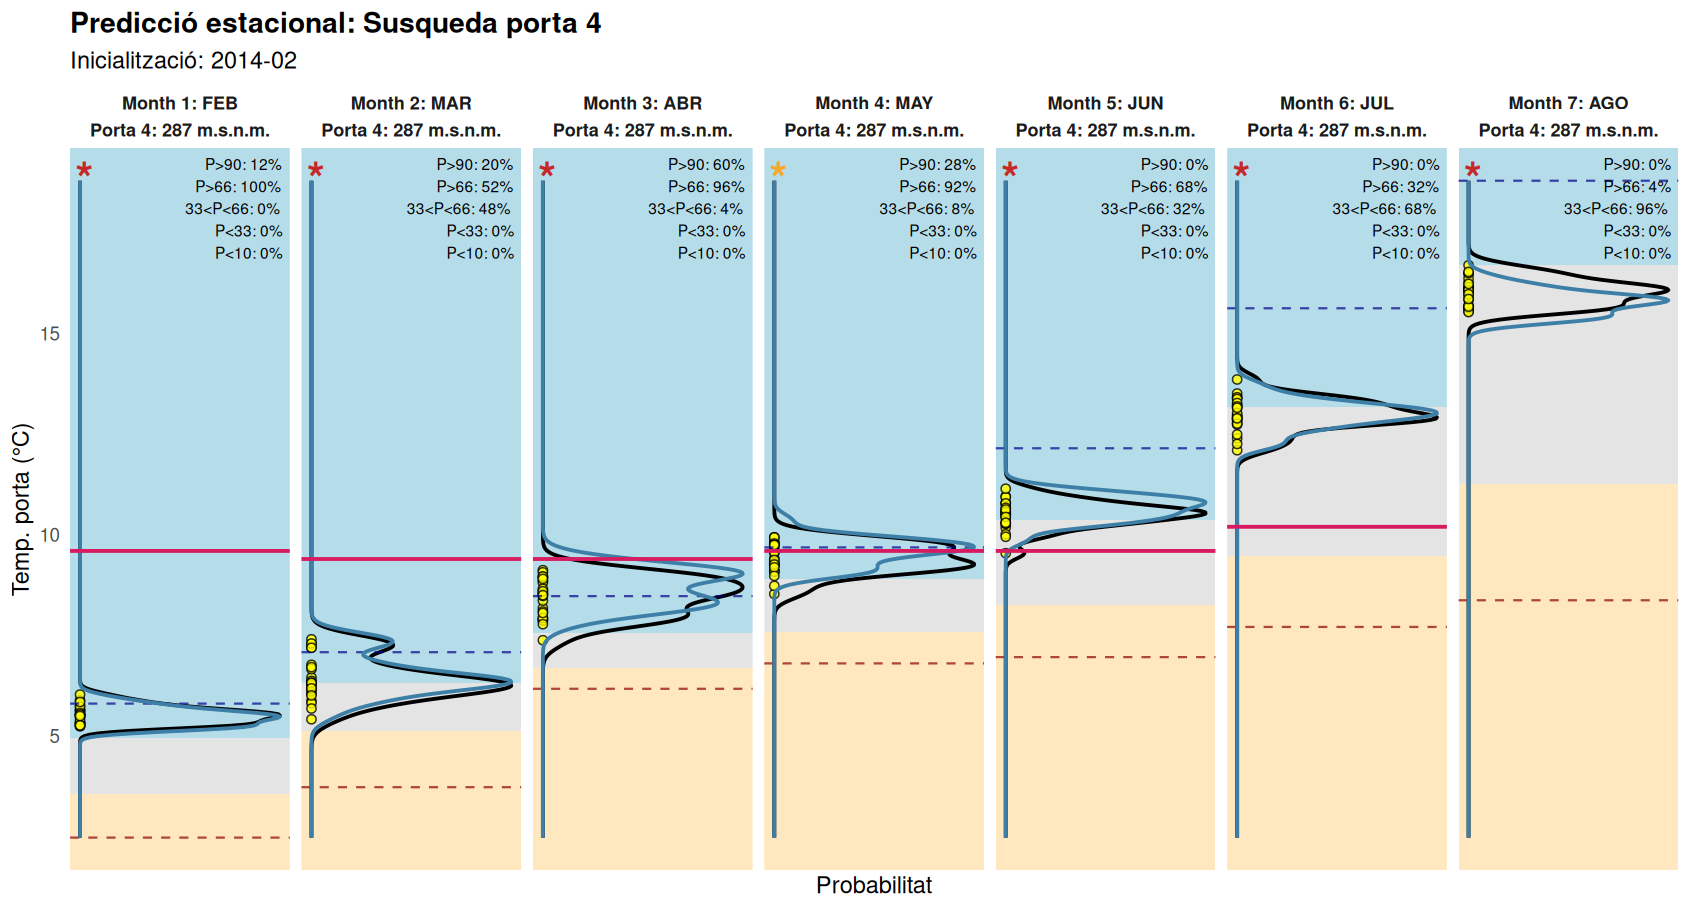 Predicció estacional: Susqueda porta 4
Inicialització: 2014-02
Month 1: FEB
Porta 4: 287 m.s.n.m.
Month 2: MAR
Porta 4: 287 m.s.n.m.
Month 3: ABR
Porta 4: 287 m.s.n.m.
Month 4: MAY
Porta 4: 287 m.s.n.m.
Month 5: JUN
Porta 4: 287 m.s.n.m.
Month 6: JUL
Porta 4: 287 m.s.n.m.
Month 7: AGO
Porta 4: 287 m.s.n.m.
*
P>90: 12%
P>66: 100%
33<P<66: 0%
P<33: 0%
P<10: 0%
*
P>90: 20%
P>66: 52%
33<P<66: 48%
P<33: 0%
P<10: 0%
*
P>90: 60%
P>66: 96%
33<P<66: 4%
P<33: 0%
P<10: 0%
*
P>90: 28%
P>66: 92%
33<P<66: 8%
P<33: 0%
P<10: 0%
*
P>90: 0%
P>66: 68%
33<P<66: 32%
P<33: 0%
P<10: 0%
*
P>90: 0%
P>66: 32%
33<P<66: 68%
P<33: 0%
P<10: 0%
*
P>90: 0%
P>66: 4%
33<P<66: 96%
P<33: 0%
P<10: 0%
15
10
5
Temp. porta (°C)
Probabilitat